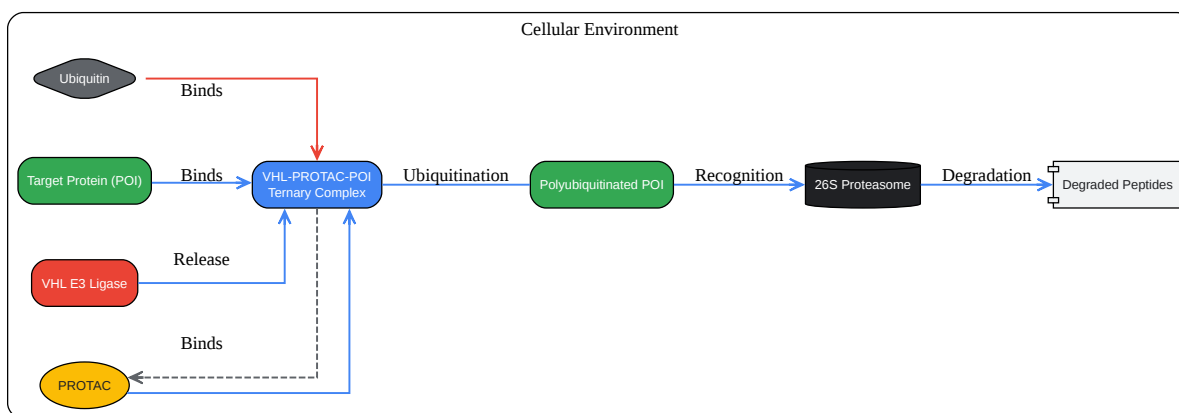 Cellular Environment
Ubiquitin
Binds
Target Protein (POI)
Binds
VHL-PROTAC-POI
Ternary Complex
Ubiquitination
Polyubiquitinated POI
Recognition
26S Proteasome
Degradation
Degraded Peptides
Release
VHL E3 Ligase
Binds
PROTAC